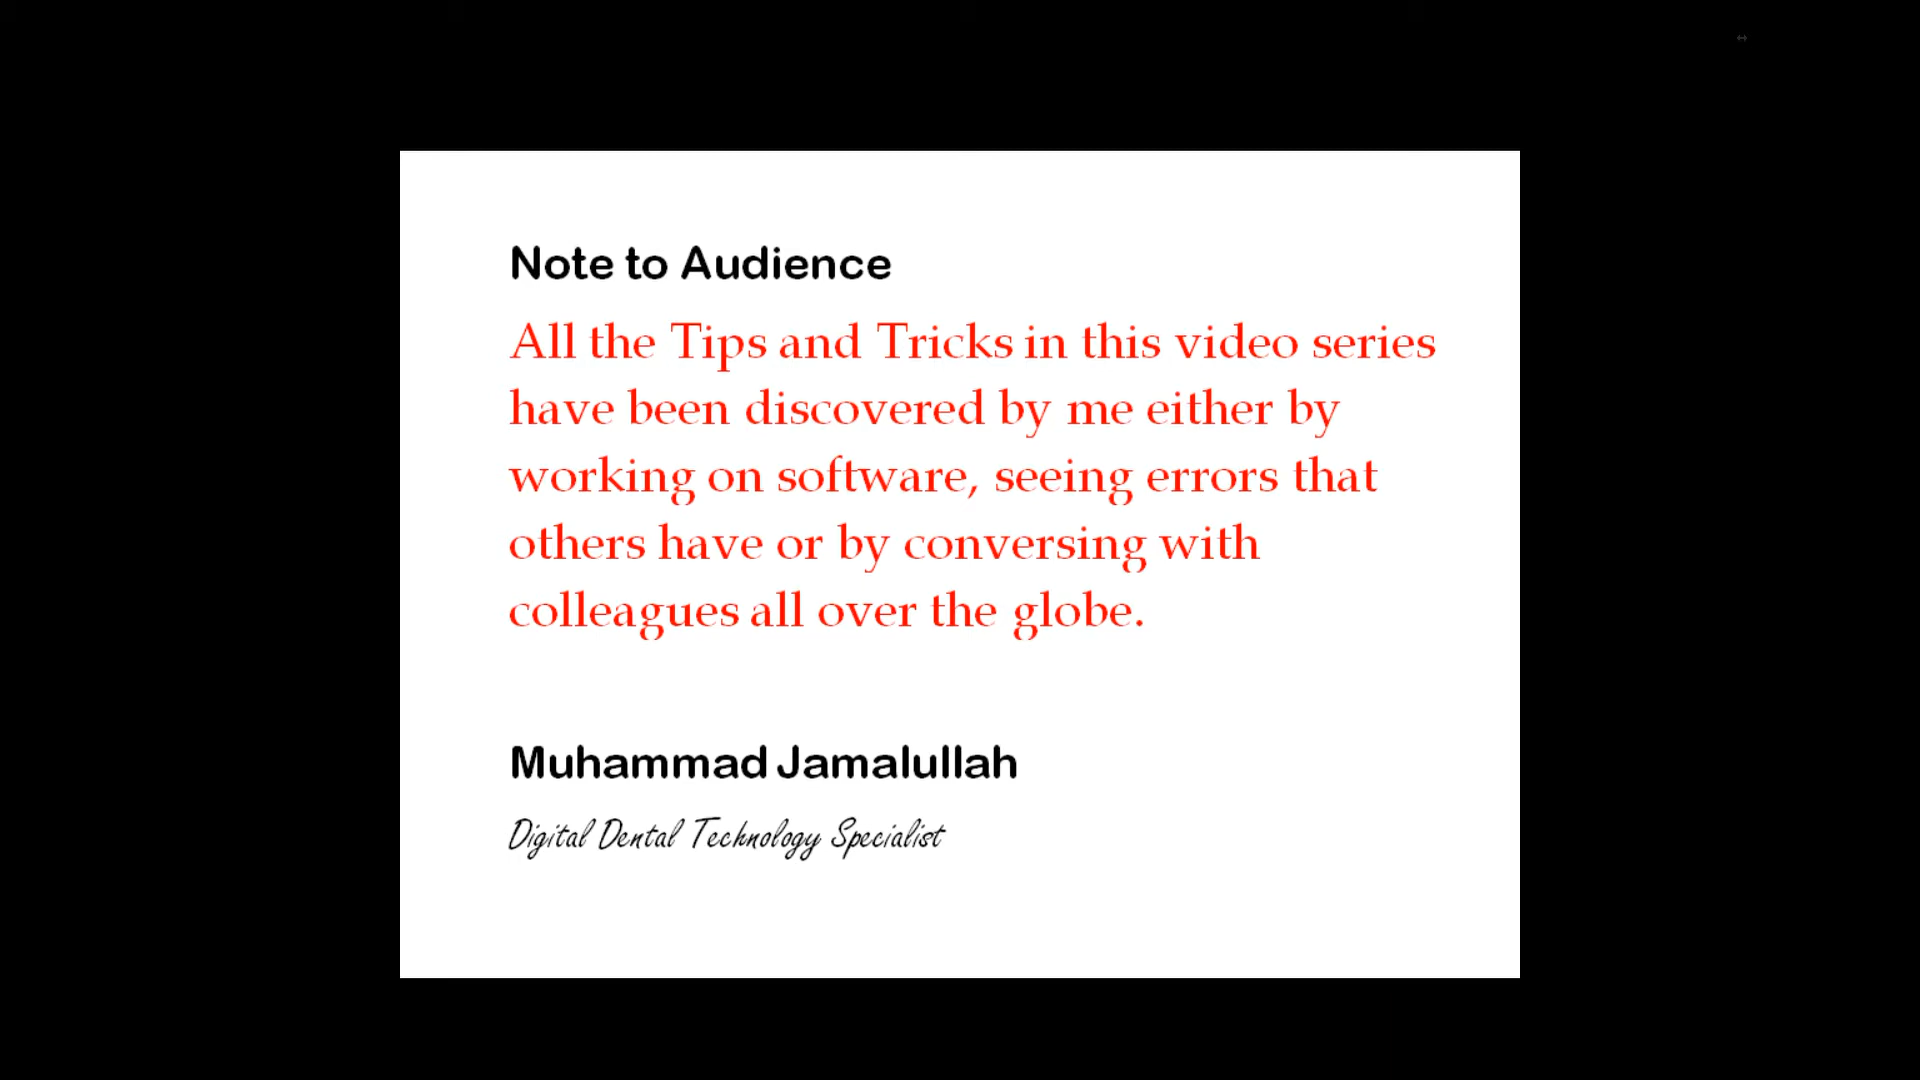 Note to Audience
All the Tips and Tricks in this video series
have been discovered by me either by
working on software, seeing errors that
others have or by conversing with
colleagues all over the globe.
Muhammad Jamalullah
Digital Dental Technology Specialist